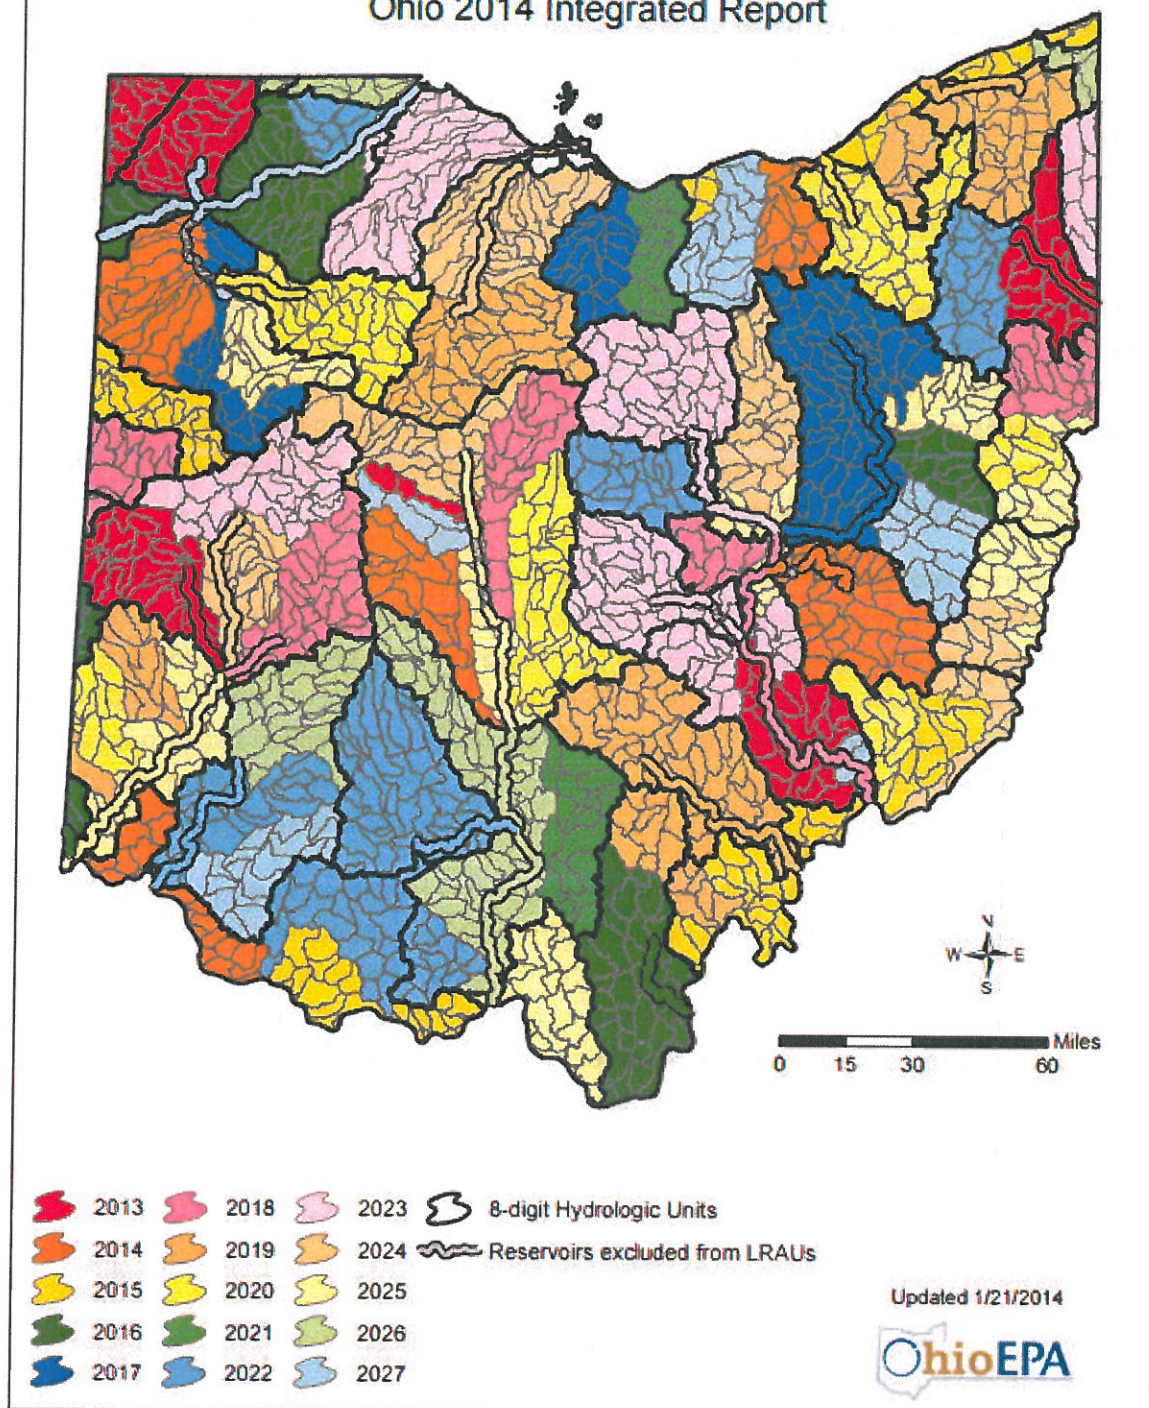 Ohio 2014 Integrated Report
N
W E
S
Miles
0 15 30 60
2013 2018 2023 8-digit Hydrologic Units
2014 2019 2024 Reservoirs excluded from LRAUs
2015 2020 2025
2016 2021 2026
2017 2022 2027
Updated 1/21/2014
OhioEPA